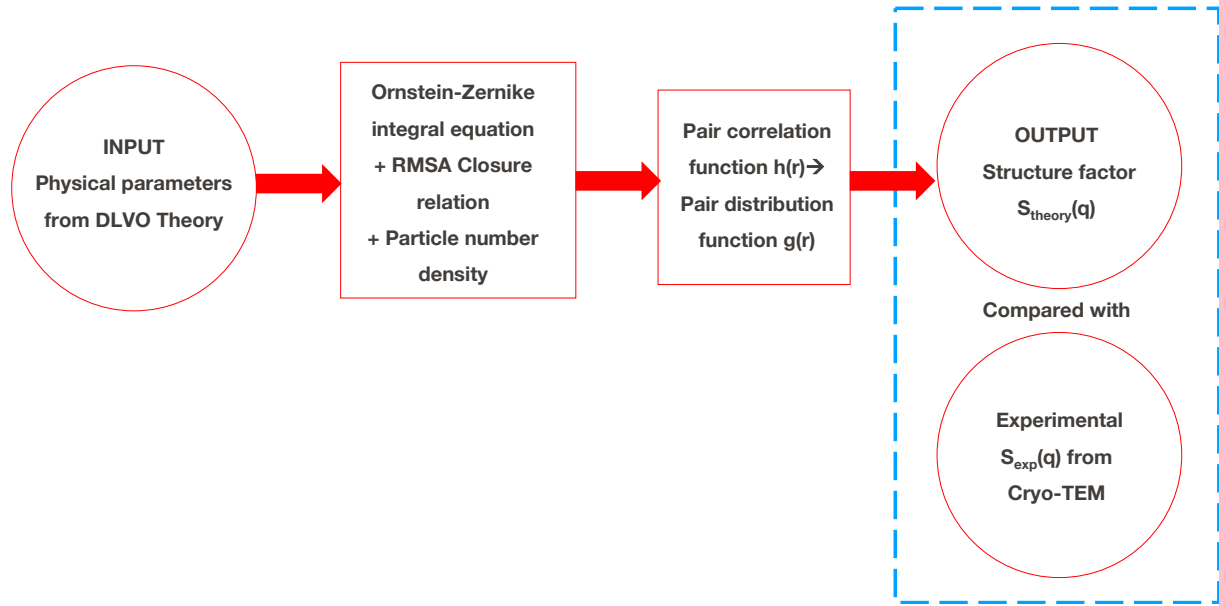 INPUT
Physical parameters
from DLVO Theory
Ornstein-Zernike
integral equation
+ RMSA Closure
relation
+ Particle number
density
Pair correlation
function h(r)→
Pair distribution
function g(r)
OUTPUT
Structure factor
Stheory(q)
Compared with
Experimental
Sexp(q) from
Cryo-TEM